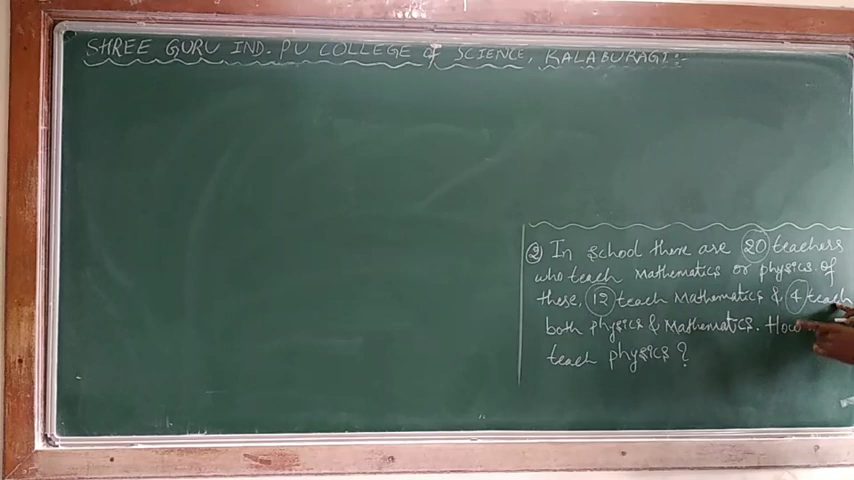 SHREE GURU IND. PU COLLEGE of SCIENCE, KALABURAGI :-
② In School there are 20 teachers
who teach Mathematics or physics. of
these, 12 teach Mathematics & 4 teach
both physics & Mathematics. How
teach physics ?